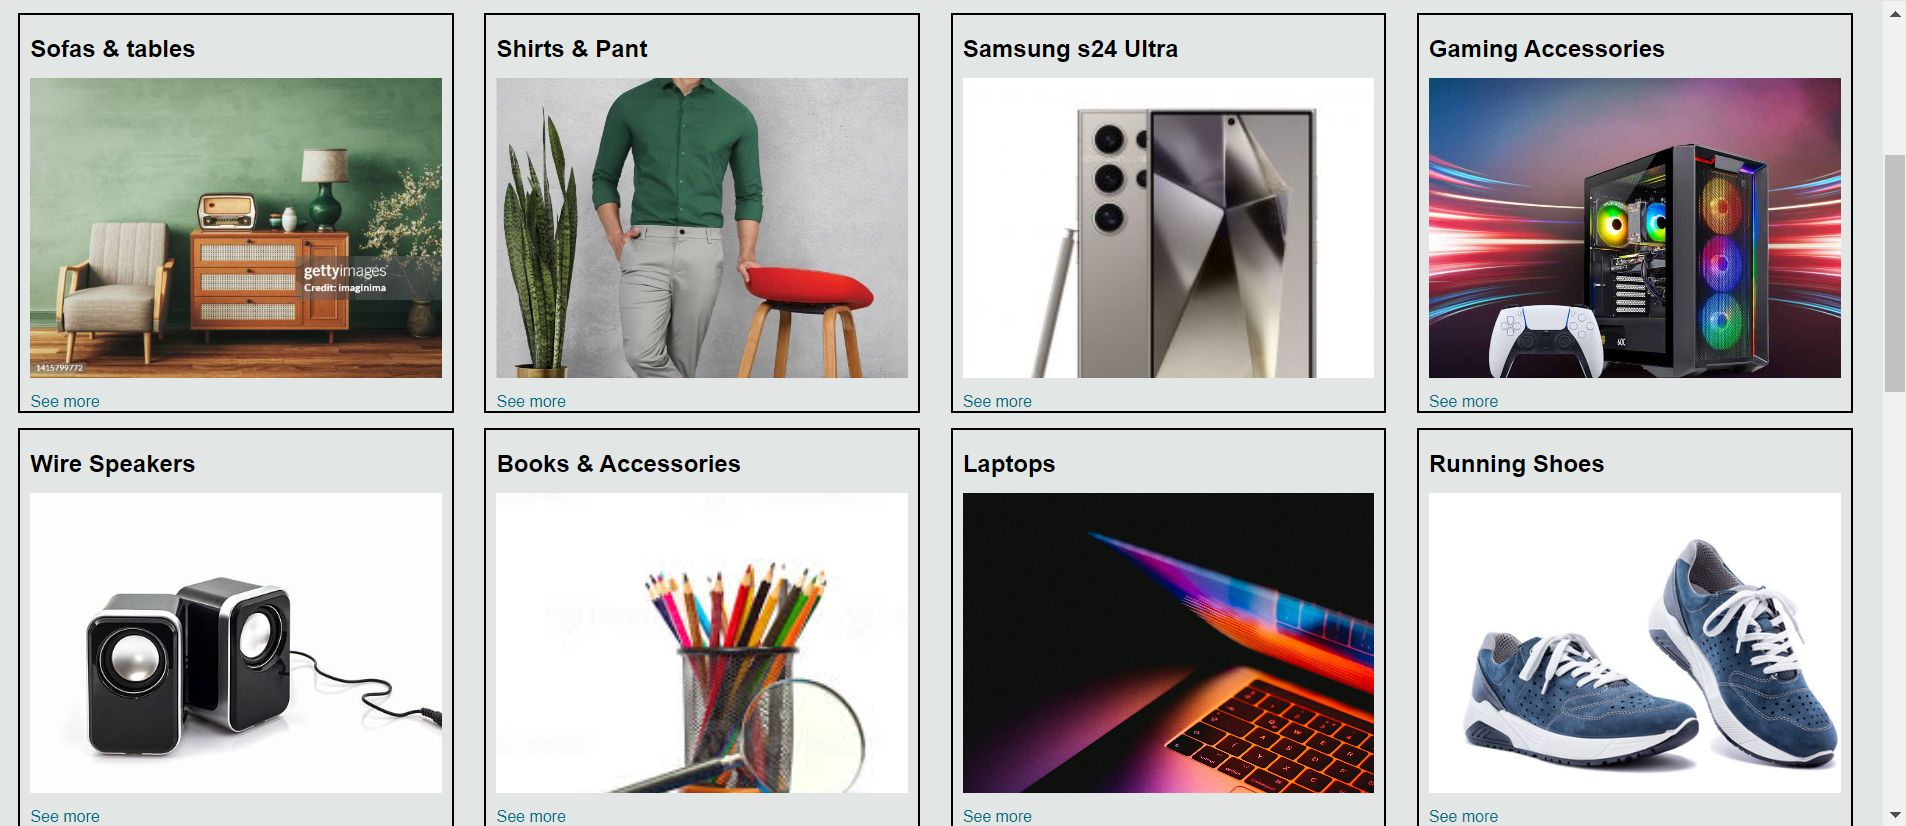 Sofas & tables
Shirts & Pant
Samsung s24 Ultra
Gaming Accessories
gettyimages
Credit: imaginima
1415799772
See more
See more
See more
See more
Wire Speakers
Books & Accessories
Laptops
Running Shoes
See more
See more
See more
See more